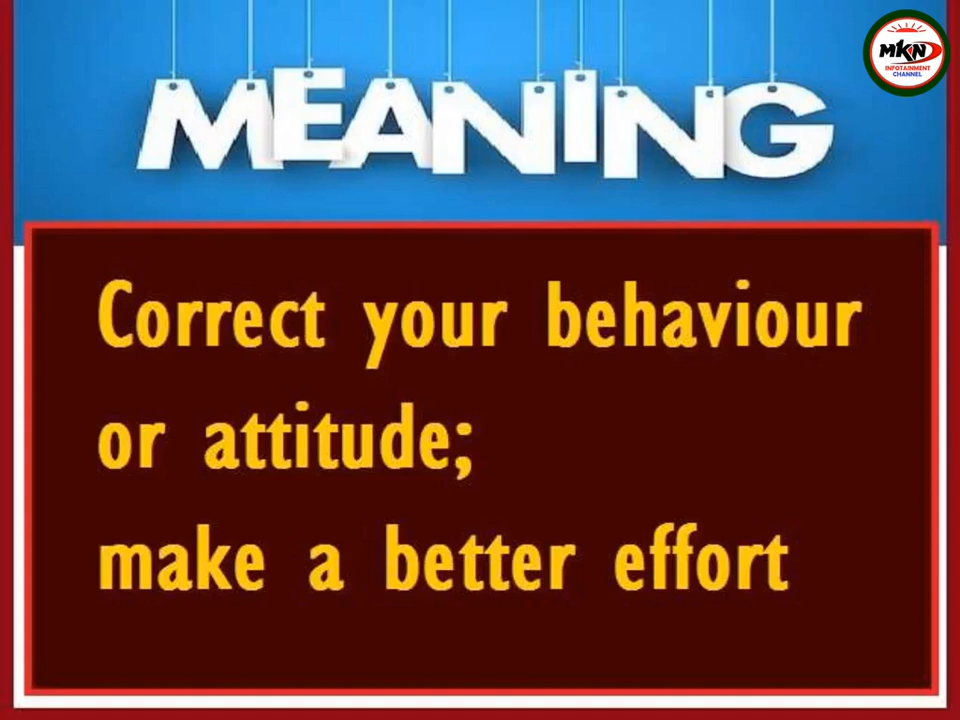 MKN
INFOTAINMENT
CHANNEL
MEANING
Correct your behaviour
or attitude;
make a better effort